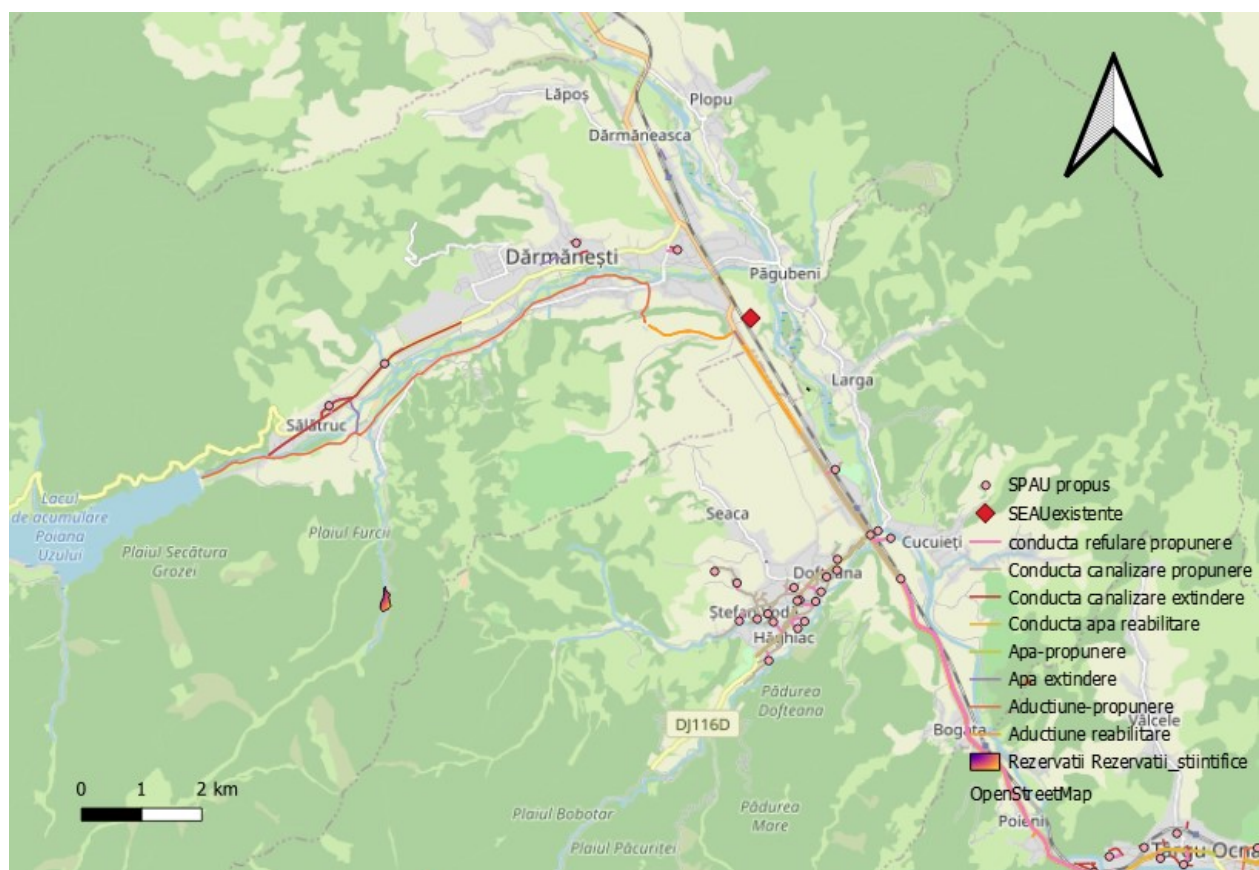 Lăpoș
Plopu
Dărmăneasca
Dărmănești
Păgubeni
Larga
Sălătruc
Lacul
de acumulare
Poiana
Uzului
Plaiul Secătura
Grozei
Plaiul Furcii
Seaca
Cucuieți
Dofteana
Hăghiac
Pădurea
Dofteana
DJ116D
Bogata
Vâlcele
SPAU propus
SEAUexistente
conducta refulare propunere
Conducta canalizare propunere
Conducta canalizare extindere
Conducta apa reabilitare
Apa-propunere
Apa extindere
Aductiune-propunere
Aductiune reabilitare
Rezervatii Rezervatii_stiintifice
OpenStreetMap
0 1 2 km
Plaiul Bobotar
Pădurea
Mare
Plaiul Păcuriței
Poieni
Târgu Ocna